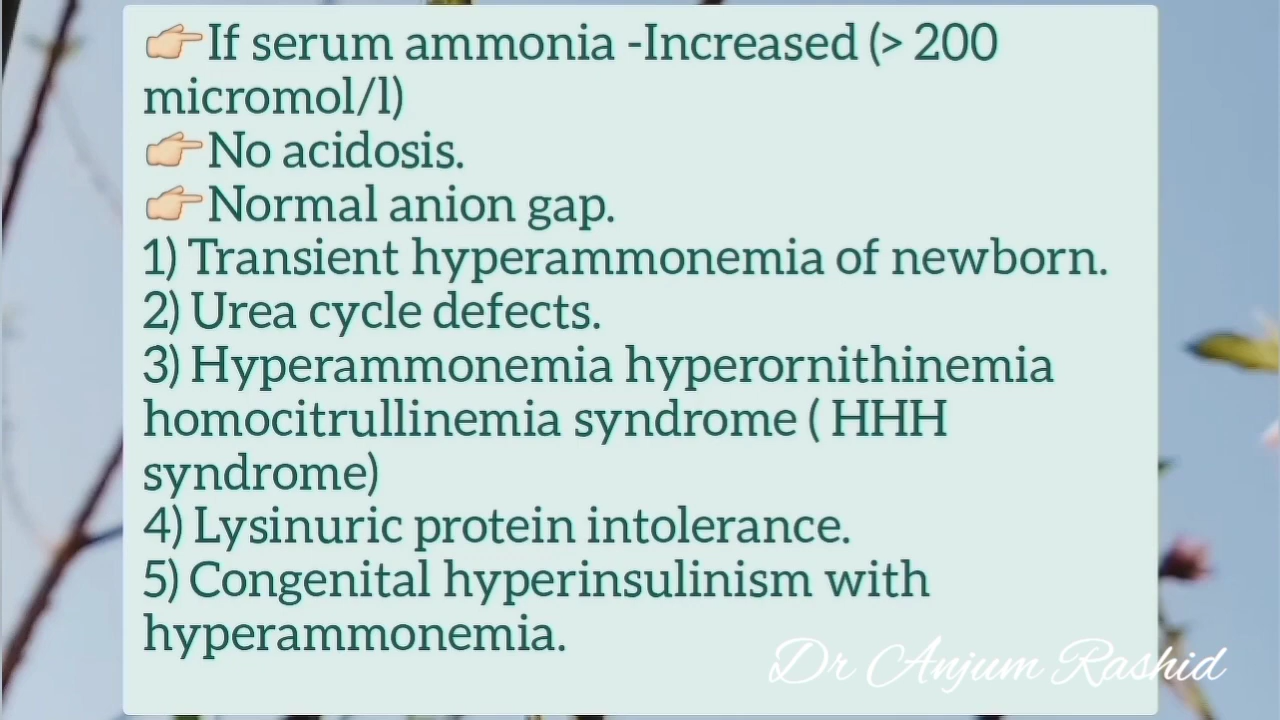 👉🏻If serum ammonia -Increased (> 200
micromol/l)
👉🏻No acidosis.
👉🏻Normal anion gap.
1) Transient hyperammonemia of newborn.
2) Urea cycle defects.
3) Hyperammonemia hyperornithinemia
homocitrullinemia syndrome ( HHH
syndrome)
4) Lysinuric protein intolerance.
5) Congenital hyperinsulinism with
hyperammonemia.
Dr Anjum Rashid